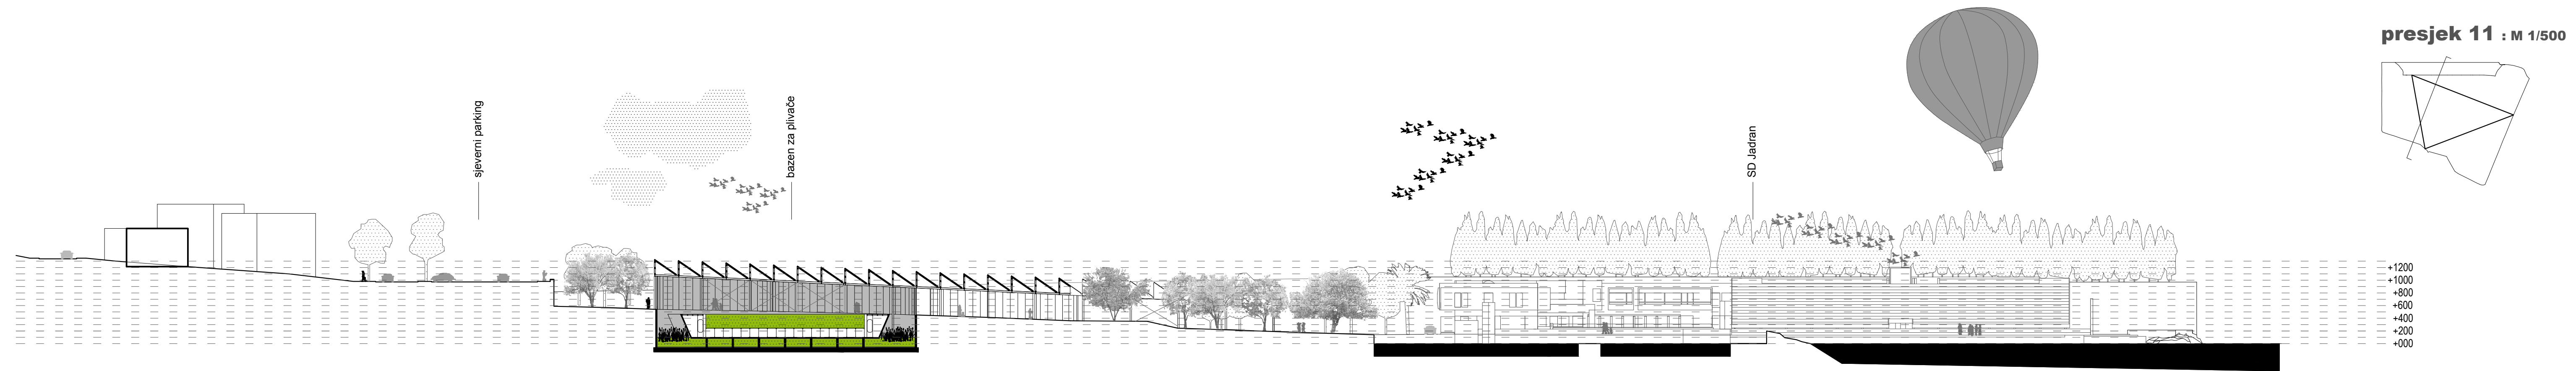 presjek 11 : M 1/500
sjeverni parking
bazen za plivače
SD Jadran
+1200
+1000
+800
+600
+400
+200
+000